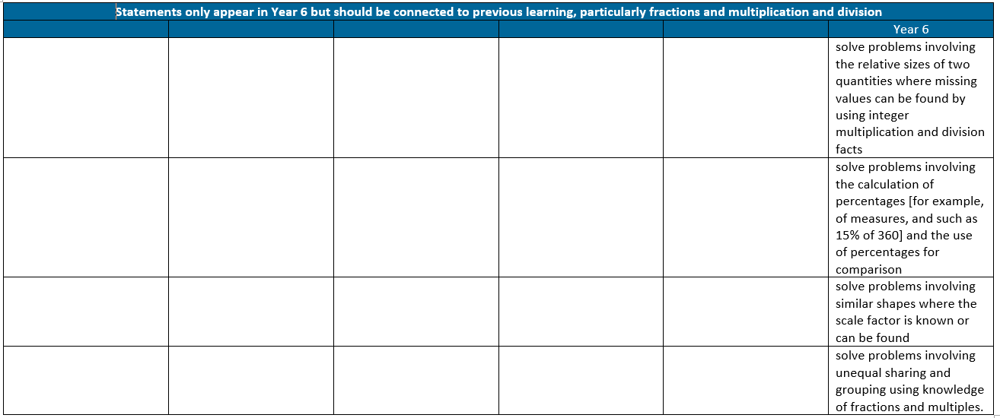 Statements only appear in Year 6 but should be connected to previous learning, particularly fractions and multiplication and division
Year 6
solve problems involving
the relative sizes of two
quantities where missing
values can be found by
using integer
multiplication and division
facts
solve problems involving
the calculation of
percentages [for example,
of measures, and such as
15% of 360] and the use
of percentages for
comparison
solve problems involving
similar shapes where the
scale factor is known or
can be found
solve problems involving
unequal sharing and
grouping using knowledge
of fractions and multiples.